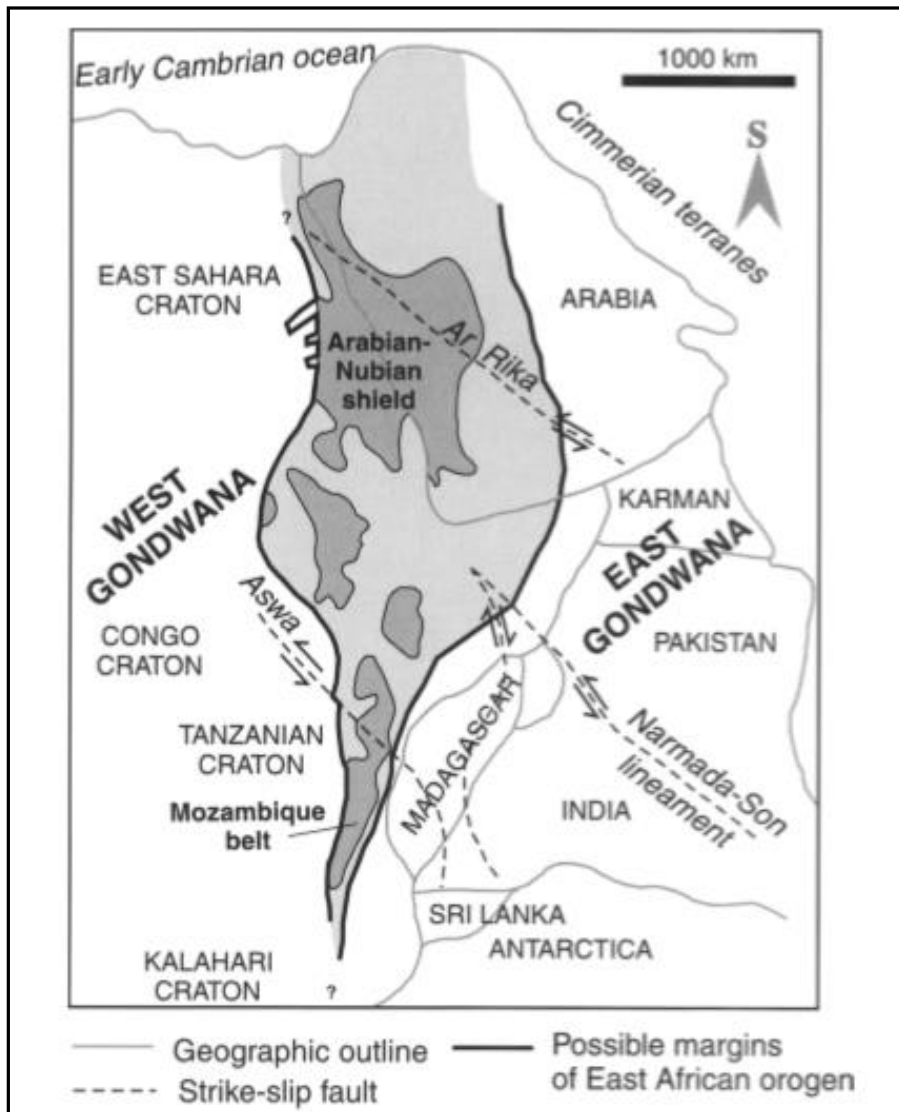 Early Cambrian ocean
1000 km
Cimmerian terranes
S
?
EAST SAHARA
CRATON
ARABIA
Arabian-
Nubian
shield
Ar Rika
WEST
GONDWANA
KARMAN
EAST
GONDWANA
Aswa
CONGO
CRATON
PAKISTAN
MADAGASGAR
TANZANIAN
CRATON
Narmada-Son
lineament
Mozambique
belt
INDIA
SRI LANKA
ANTARCTICA
KALAHARI
CRATON
?
Geographic outline
Strike-slip fault
Possible margins
of East African orogen